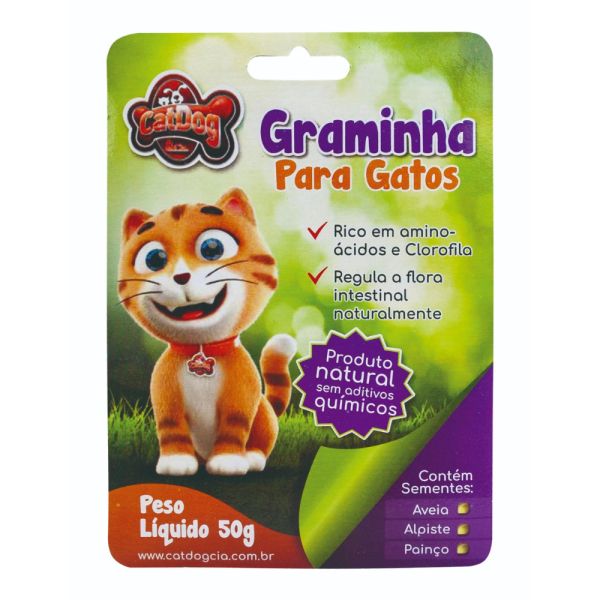 CatDog
Graminha
Para Gatos
Rico em amino-
ácidos e Clorofila
Regula a flora
intestinal
naturalmente
Produto
natural
sem aditivos
químicos
Contém
Sementes:
Aveia
Alpiste
Painço
Peso
Líquido 50g
www.catdogcia.com.br